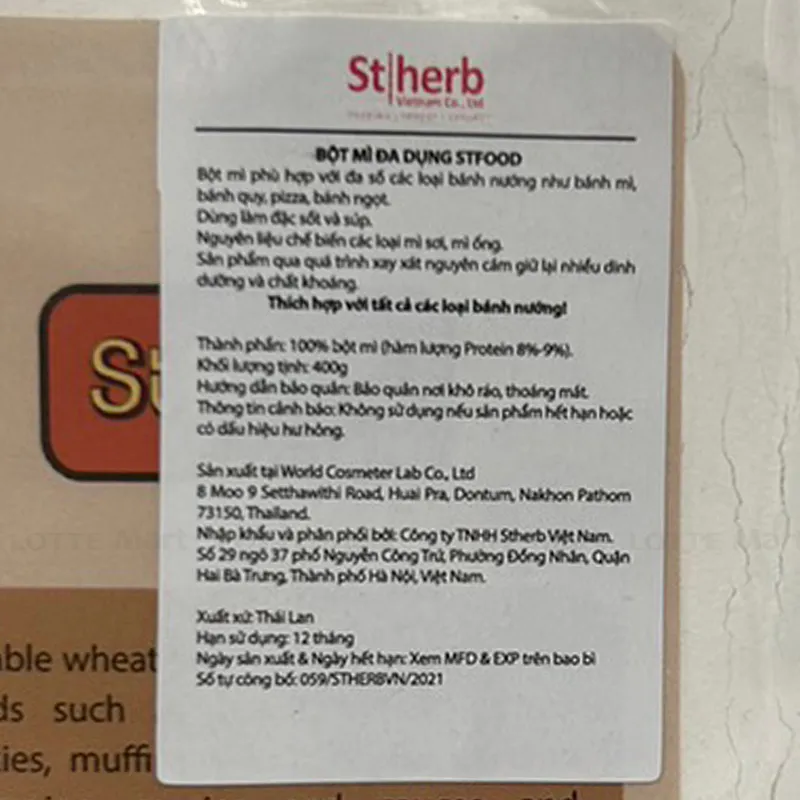 St|herb
Vietnam Co., Ltd
BỘT MÌ ĐA DỤNG STFOOD
Bột mì phù hợp với đa số các loại bánh nướng như bánh mì,
bánh quy, pizza, bánh ngọt.
Dùng làm đặc sốt và súp.
Nguyên liệu chế biến các loại mì sợi, mì ống.
Sản phẩm qua quá trình xay xát nguyên cám giữ lại nhiều dinh
dưỡng và chất khoáng.
Thích hợp với tất cả các loại bánh nướng!
Thành phần: 100% bột mì (hàm lượng Protein 8%-9%).
Khối lượng tịnh: 400g
Hướng dẫn bảo quản: Bảo quản nơi khô ráo, thoáng mát.
Thông tin cảnh báo: Không sử dụng nếu sản phẩm hết hạn hoặc
có dấu hiệu hư hỏng.
St
Sản xuất tại World Cosmeter Lab Co., Ltd
8 Moo 9 Setthawithi Road, Huai Pra, Dontum, Nakhon Pathom
73150, Thailand.
Nhập khẩu và phân phối bởi: Công ty TNHH Stherb Việt Nam.
Số 29 ngõ 37 phố Nguyễn Công Trứ, Phường Đồng Nhân, Quận
Hai Bà Trưng, Thành phố Hà Nội, Việt Nam.
LOTTE Mart
LOTTE Ma
Xuất xứ: Thái Lan
Hạn sử dụng: 12 tháng
Ngày sản xuất & Ngày hết hạn: Xem MFD & EXP trên bao bì
Số tự công bố: 059/STHERBVN/2021
able wheat
ds such
ies, muffi